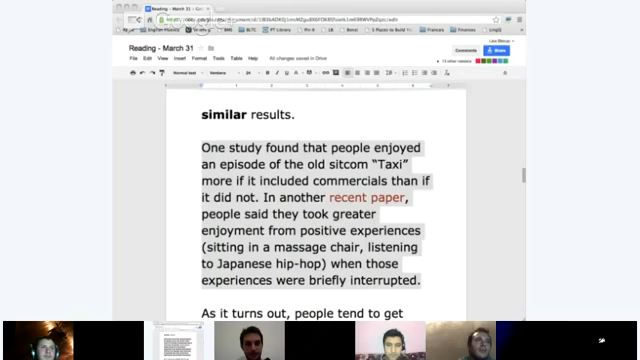 Reading - March 31
File Edit View Insert Format Tools Table Help All changes saved in Drive
Comments Share
Normal text Verdana
similar results.
One study found that people enjoyed
an episode of the old sitcom “Taxi”
more if it included commercials than if
it did not. In another recent paper,
people said they took greater
enjoyment from positive experiences
(sitting in a massage chair, listening
to Japanese hip-hop) when those
experiences were briefly interrupted.
As it turns out, people tend to get